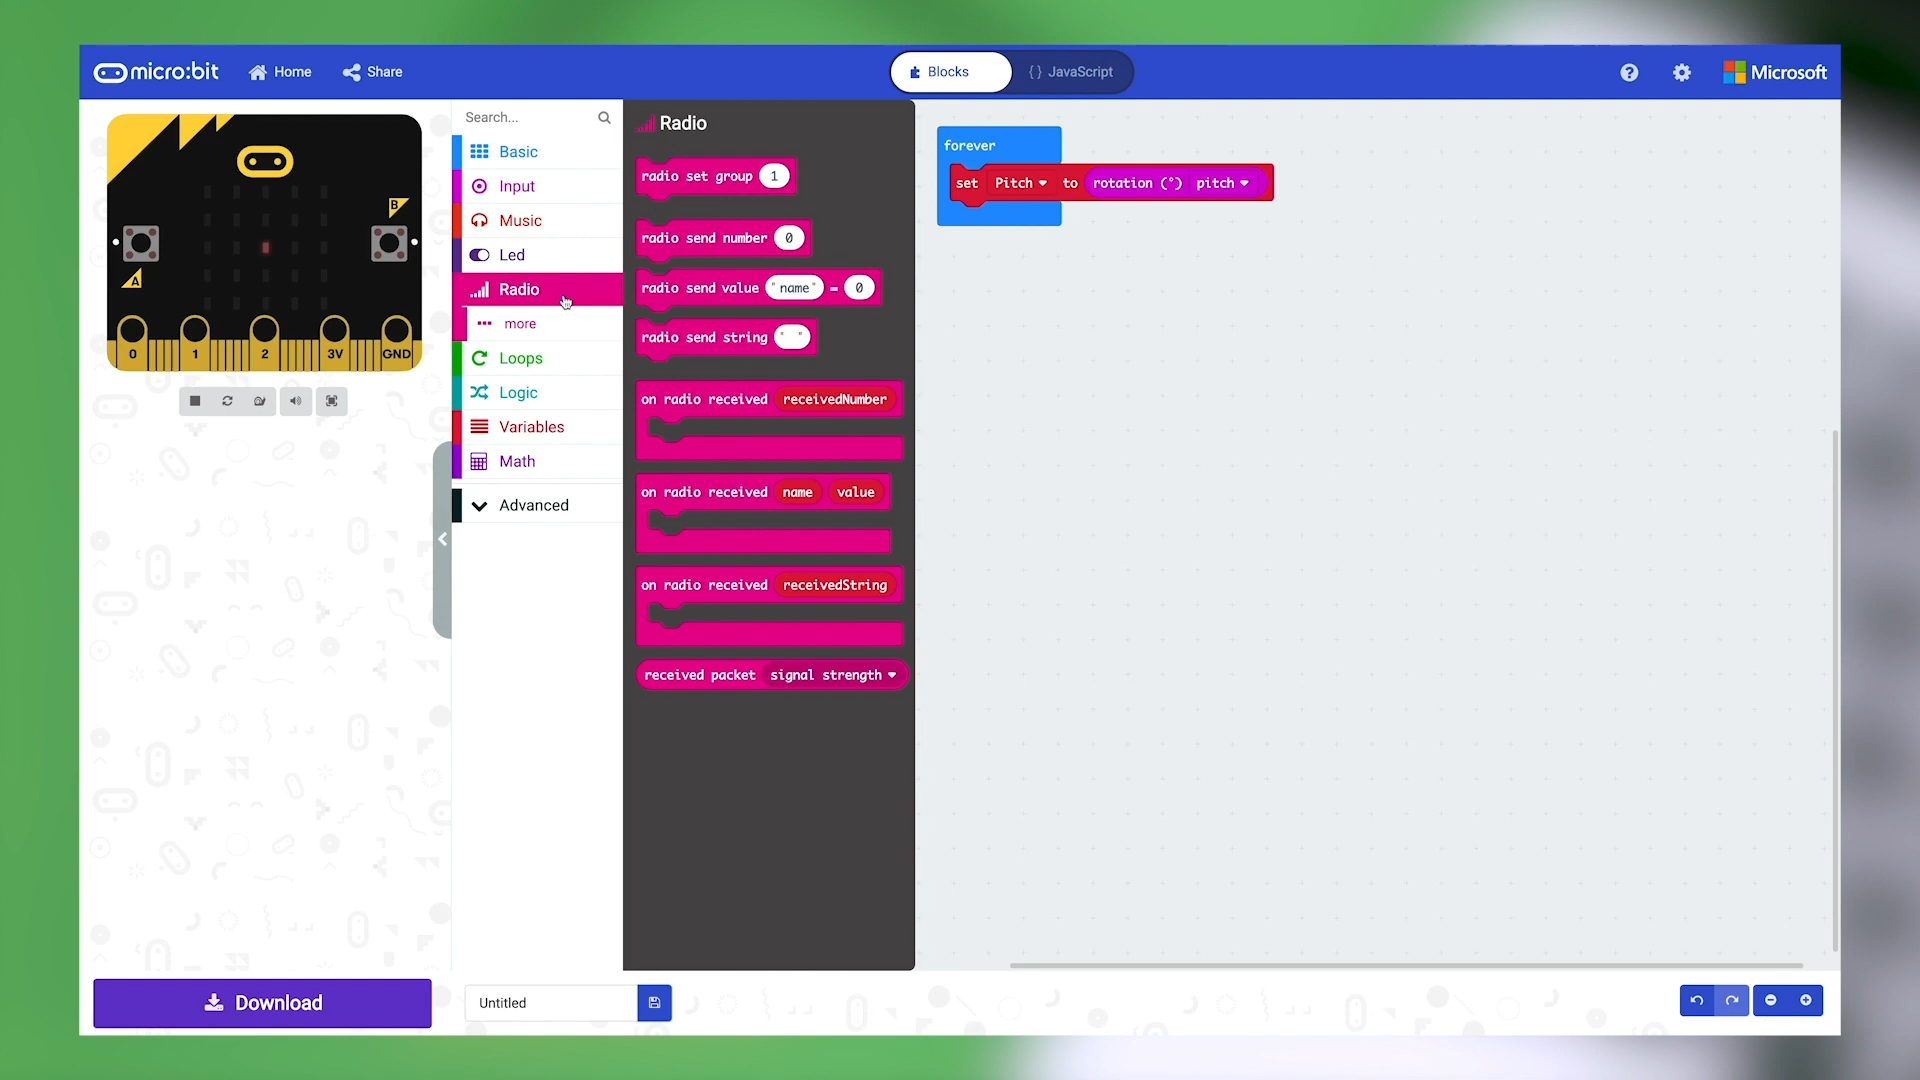 micro:bit Home Share Blocks {} JavaScript ? Microsoft
Search...
Basic
Input
Music
Led
Radio
more
Loops
Logic
Variables
Math
Advanced
Radio
radio set group 1
radio send number 0
radio send value "name" = 0
radio send string " "
on radio received receivedNumber
on radio received name value
on radio received receivedString
received packet signal strength
forever
set Pitch to rotation (°) pitch
B
A
0 1 2 3V GND
Download
Untitled